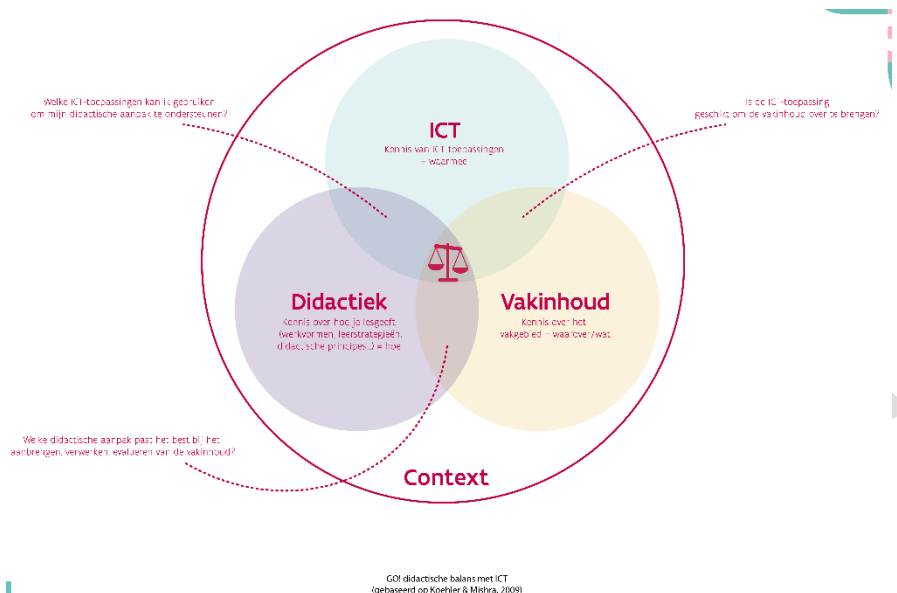 Welke ICT-toepassingen kan ik gebruiken
om mijn didactische aanpak te ondersteunen?
Is de ICT-toepassing
geschikt om de vakinhoud over te brengen?
ICT
Kennis van ICT-toepassingen
= waarmee
Didactiek
Kennis over hoe je lesgeeft
(werkvormen, leerstrategieën,
didactische principes...) = hoe
Vakinhoud
Kennis over het
vakgebied = waarover/wat
Welke didactische aanpak past het best bij het
aanbrengen, verwerken, evalueren van de vakinhoud?
Context
GO! didactische balans met ICT
(gebaseerd op Koehler & Mishra, 2009)